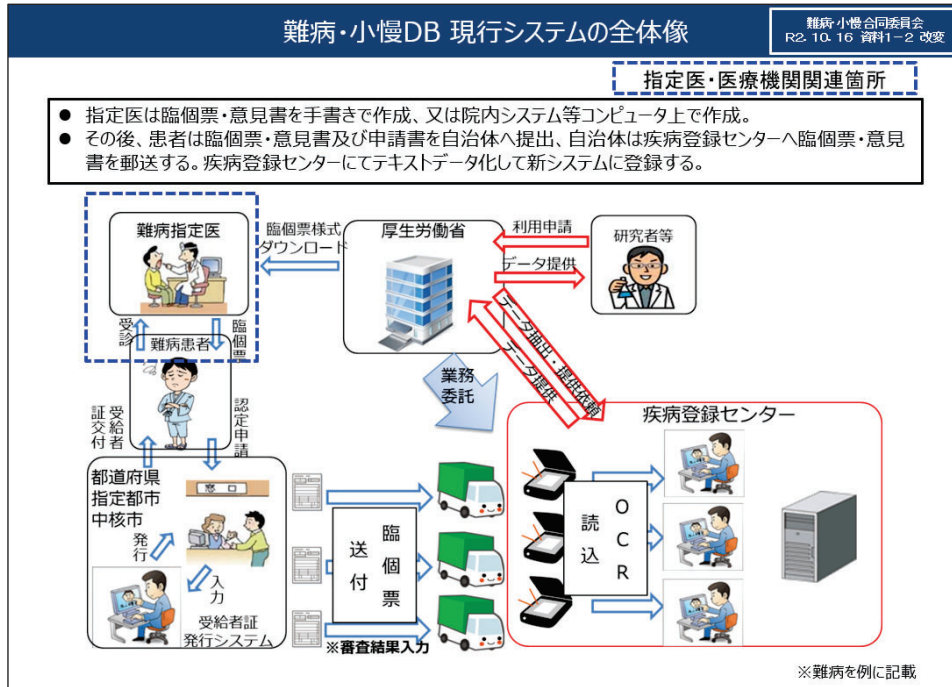 難病・小慢DB 現行システムの全体像
難病・小慢合同委員会
R2.10.16 資料1-2 改変
指定医・医療機関関連箇所
● 指定医は臨個票・意見書を手書きで作成、又は院内システム等コンピュータ上で作成。
● その後、患者は臨個票・意見書及び申請書を自治体へ提出、自治体は疾病登録センターへ臨個票・意見
書を郵送する。疾病登録センターにてテキストデータ化して新システムに登録する。
難病指定医
臨個票様式
ダウンロード
厚生労働省
利用申請
データ提供
研究者等
受診
臨個票
難病患者
データ抽出・提供依頼
データ提供
業務
委託
受給者
証交付
認定申請
疾病登録センター
都道府県
指定都市
中核市
窓口
発行
入力
受給者証
発行システム
臨個票
送付
※審査結果入力
OCR
読込
※難病を例に記載